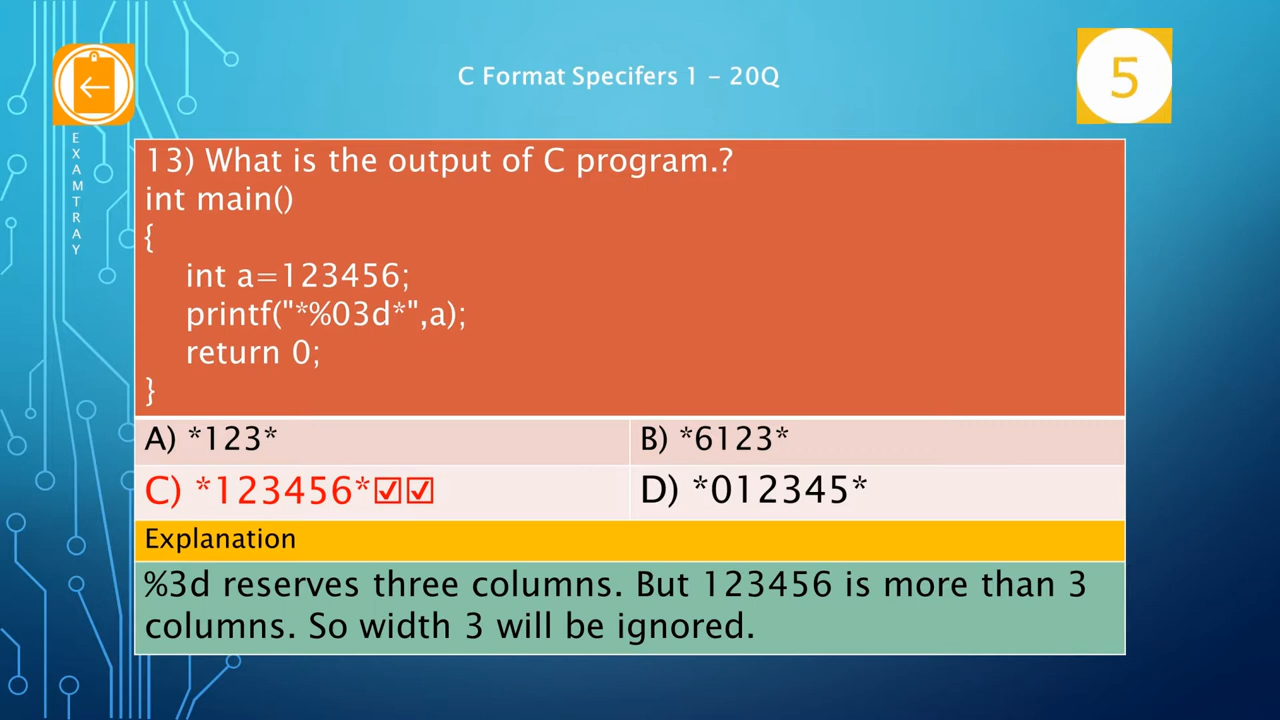 C Format Specifers 1 - 20Q
5
E
X
A
M
T
R
A
Y
13) What is the output of C program.?
int main()
{
int a=123456;
printf("*%03d*",a);
return 0;
}
A) *123*
B) *6123*
C) *123456*☑☑
D) *012345*
Explanation
%3d reserves three columns. But 123456 is more than 3
columns. So width 3 will be ignored.